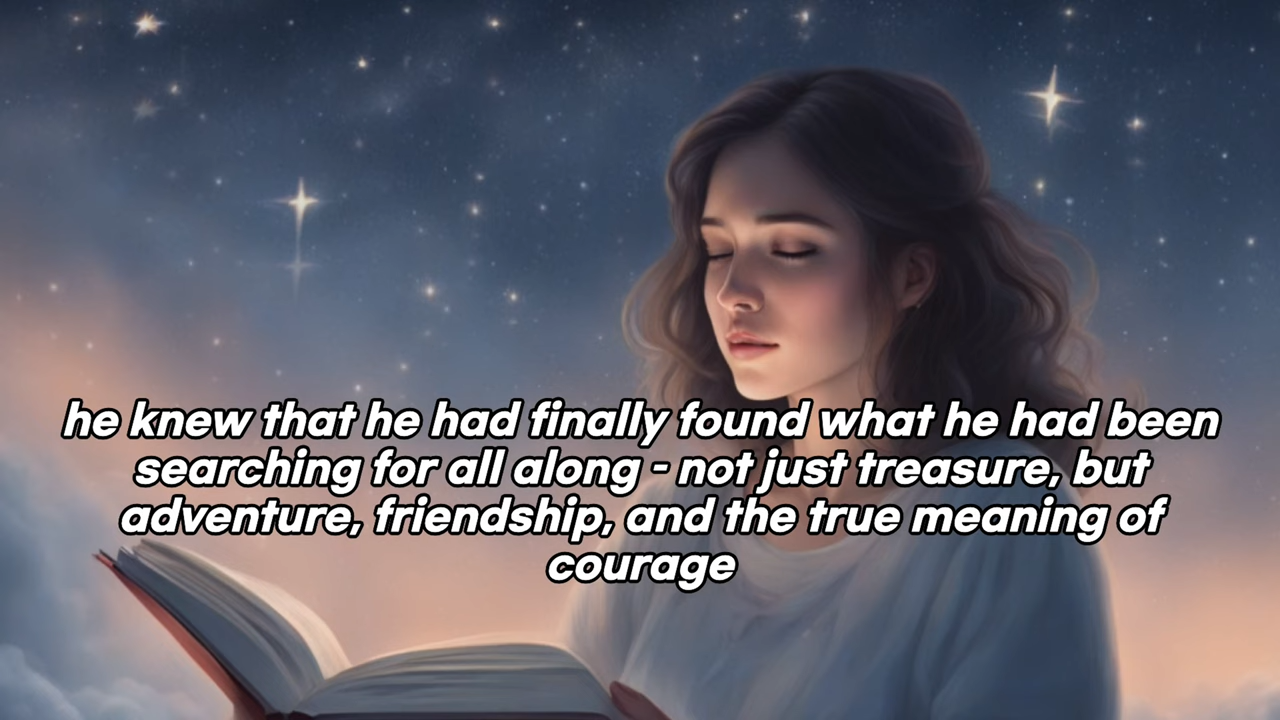 he knew that he had finally found what he had been
searching for all along - not just treasure, but
adventure, friendship, and the true meaning of
courage